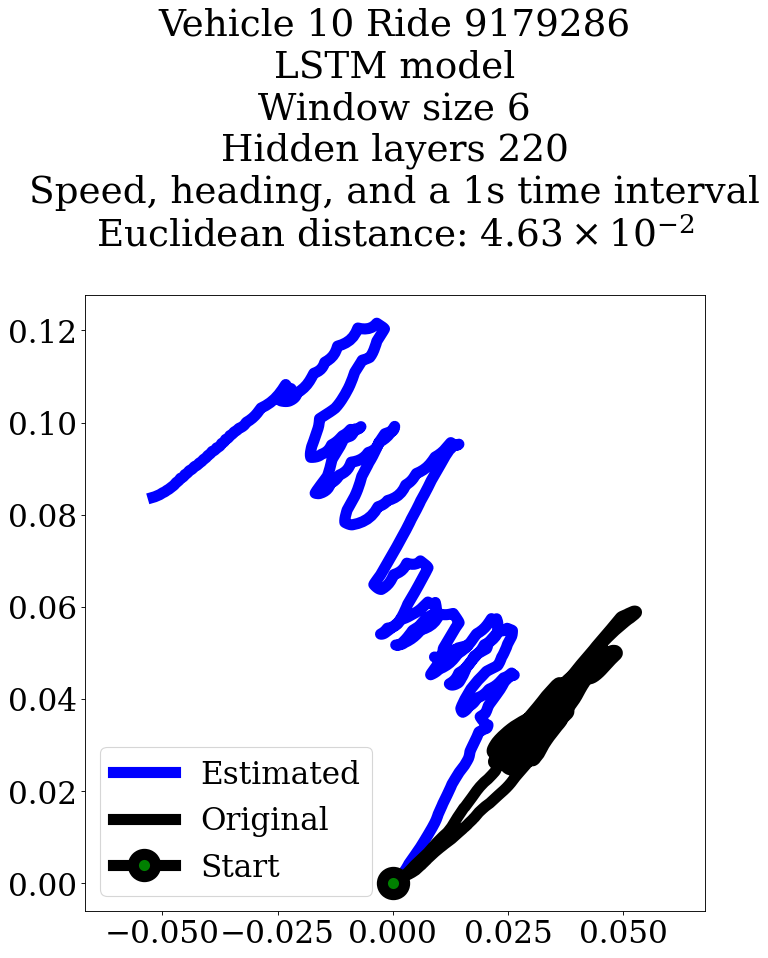 Vehicle 10 Ride 9179286
LSTM model
Window size 6
Hidden layers 220
Speed, heading, and a 1s time interval
Euclidean distance: 4.63 × 10⁻²
0.12
0.10
0.08
0.06
0.04
0.02
0.00
Estimated
Original
Start
−0.050 −0.025 0.000 0.025 0.050